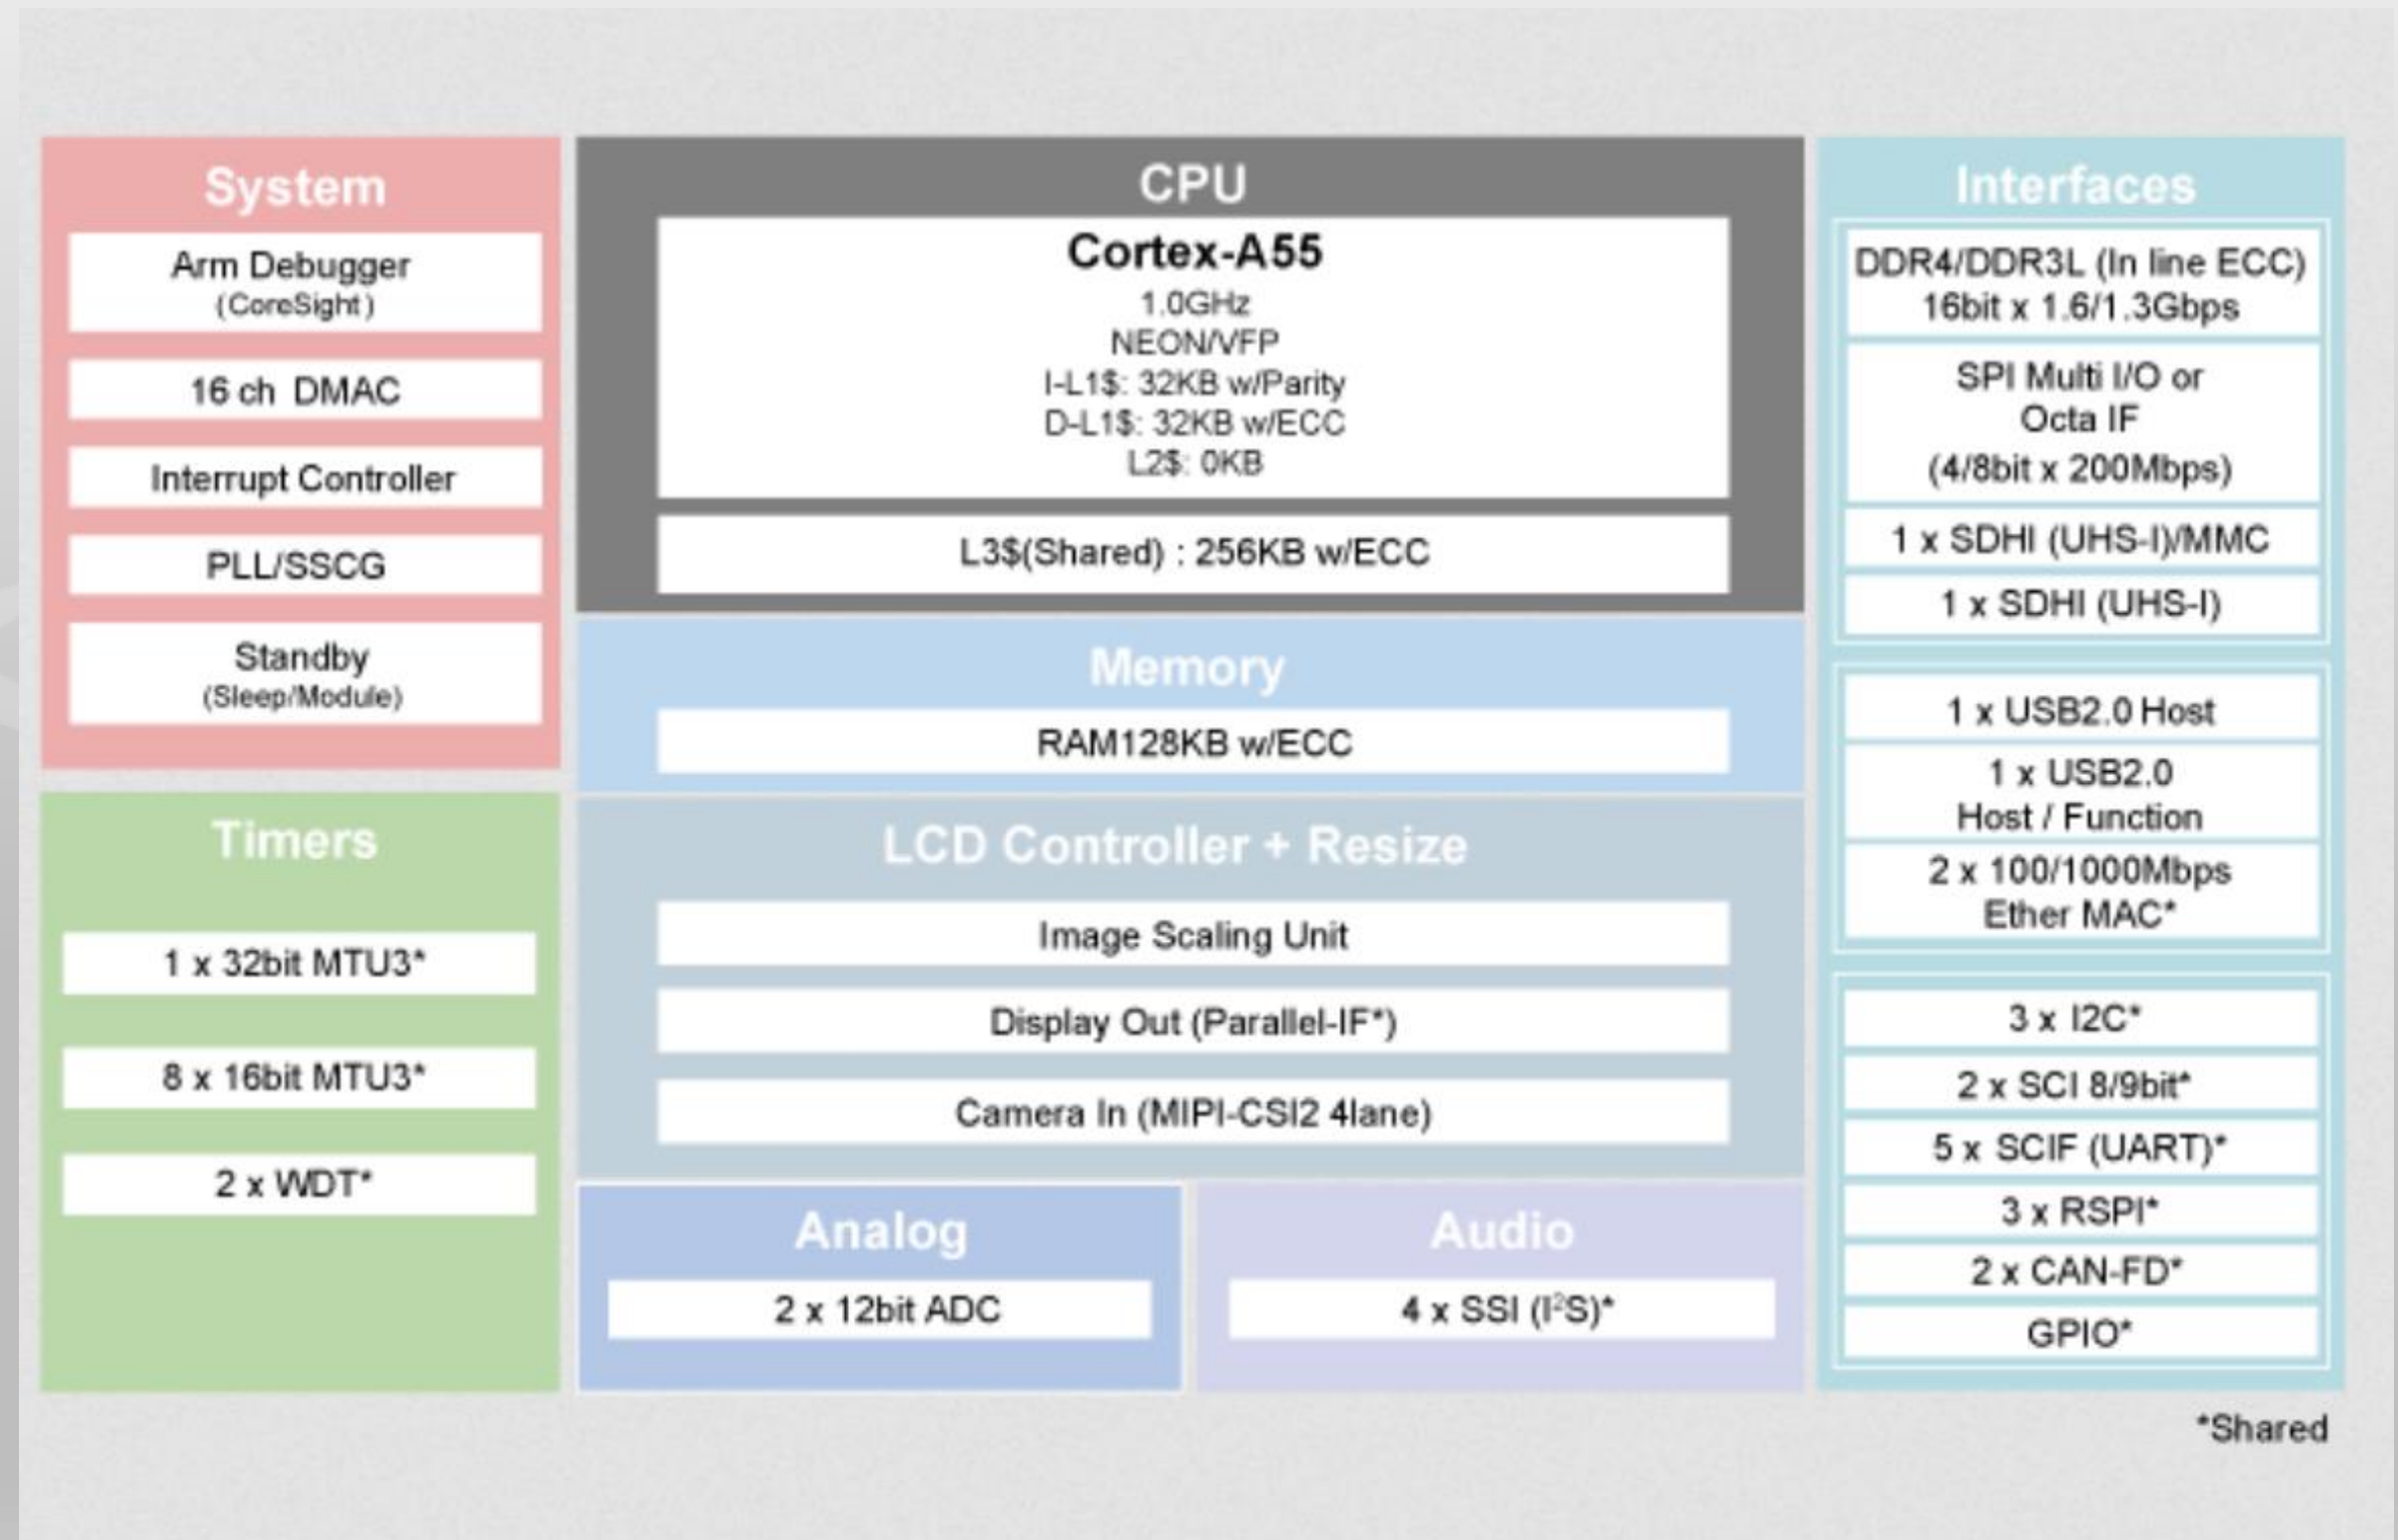 System
Arm Debugger
(CoreSight)
16 ch DMAC
Interrupt Controller
PLL/SSCG
Standby
(Sleep/Module)
Timers
1 x 32bit MTU3*
8 x 16bit MTU3*
2 x WDT*
CPU
Cortex-A55
1.0GHz
NEON/VFP
I-L1$: 32KB w/Parity
D-L1$: 32KB w/ECC
L2$: 0KB
L3$(Shared) : 256KB w/ECC
Memory
RAM128KB w/ECC
LCD Controller + Resize
Image Scaling Unit
Display Out (Parallel-IF*)
Camera In (MIPI-CSI2 4lane)
Analog
2 x 12bit ADC
Audio
4 x SSI (I²S)*
Interfaces
DDR4/DDR3L (In line ECC)
16bit x 1.6/1.3Gbps
SPI Multi I/O or
Octa IF
(4/8bit x 200Mbps)
1 x SDHI (UHS-I)/MMC
1 x SDHI (UHS-I)
1 x USB2.0 Host
1 x USB2.0
Host / Function
2 x 100/1000Mbps
Ether MAC*
3 x I2C*
2 x SCI 8/9bit*
5 x SCIF (UART)*
3 x RSPI*
2 x CAN-FD*
GPIO*
*Shared